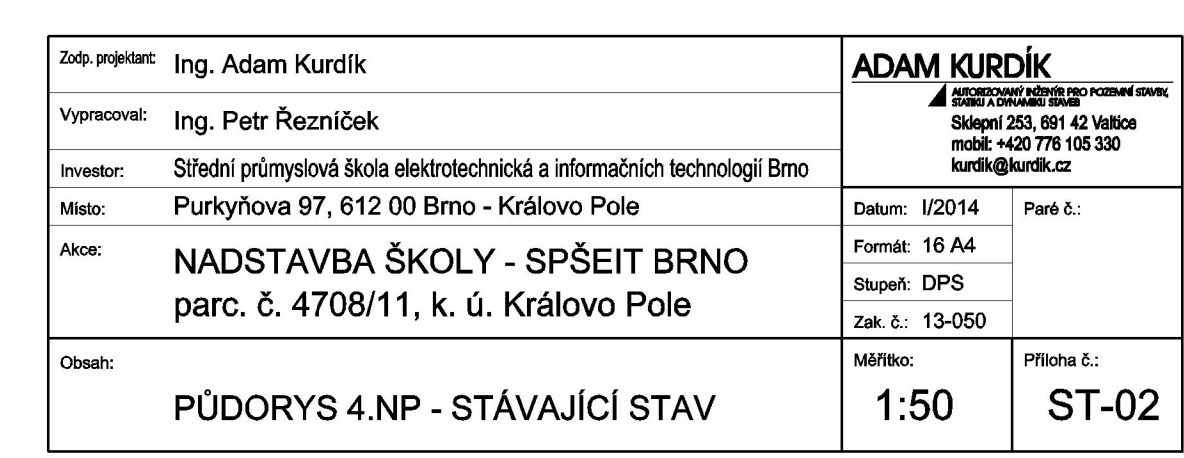 Zodp. projektant: Ing. Adam Kurdík
Vypracoval: Ing. Petr Řezníček
Investor: Střední průmyslová škola elektrotechnická a informačních technologií Brno
Místo: Purkyňova 97, 612 00 Brno - Královo Pole
Akce: NADSTAVBA ŠKOLY - SPŠEIT BRNO
parc. č. 4708/11, k. ú. Královo Pole
Obsah:
PŮDORYS 4.NP - STÁVAJÍCÍ STAV
ADAM KURDÍK
AUTORIZOVANÝ INŽENÝR PRO POZEMNÍ STAVBY,
STATIKU A DYNAMIKU STAVEB
Sklepní 253, 691 42 Valtice
mobil: +420 776 105 330
kurdik@kurdik.cz
Datum: I/2014
Formát: 16 A4
Stupeň: DPS
Zak. č.: 13-050
Paré č.:
Měřítko:
1:50
Příloha č.:
ST-02